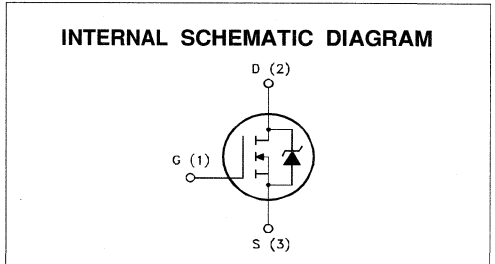 INTERNAL SCHEMATIC DIAGRAM
D (2)
G (1)
S (3)